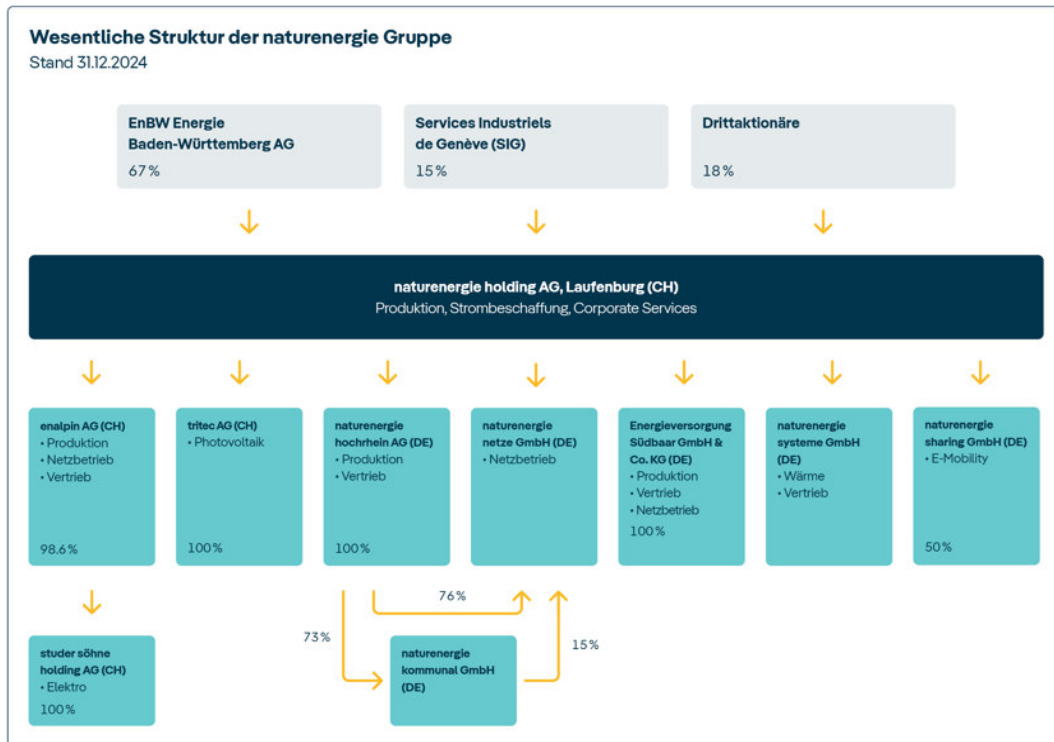 Wesentliche Struktur der naturenergie Gruppe
Stand 31.12.2024
EnBW Energie
Baden-Württemberg AG
67%
Services Industriels
de Genève (SIG)
15%
Drittaktionäre
18%
naturenergie holding AG, Laufenburg (CH)
Produktion, Strombeschaffung, Corporate Services
enalpin AG (CH)
• Produktion
• Netzbetrieb
• Vertrieb
98.6%
tritec AG (CH)
• Photovoltaik
100%
naturenergie
hochrhein AG (DE)
• Produktion
• Vertrieb
100%
naturenergie
netze GmbH (DE)
• Netzbetrieb
Energieversorgung
Südbaar GmbH &
Co. KG (DE)
• Produktion
• Vertrieb
• Netzbetrieb
100%
naturenergie
systeme GmbH
(DE)
• Wärme
• Vertrieb
naturenergie
sharing GmbH (DE)
• E-Mobility
50%
76%
73%
15%
studer söhne
holding AG (CH)
• Elektro
100%
naturenergie
kommunal GmbH
(DE)